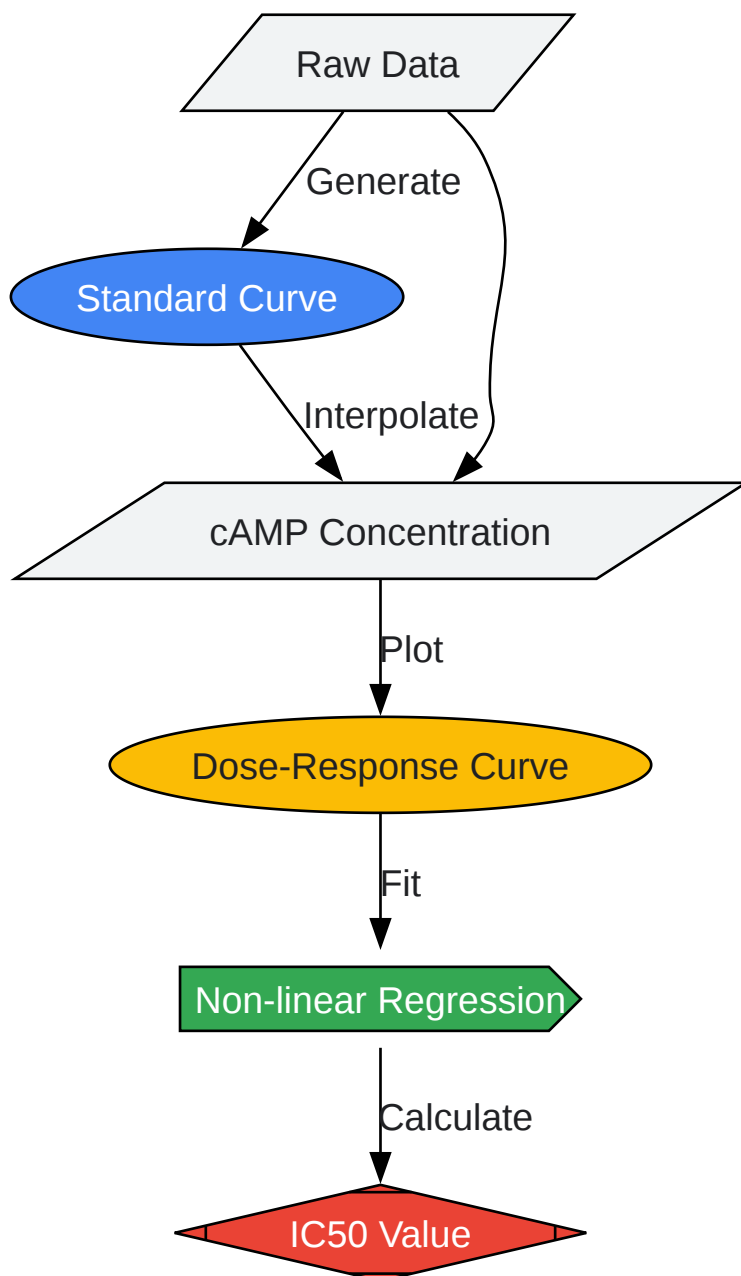 Raw Data
Generate
Standard Curve
Interpolate
cAMP Concentration
Plot
Dose-Response Curve
Fit
Non-linear Regression
Calculate
IC50 Value